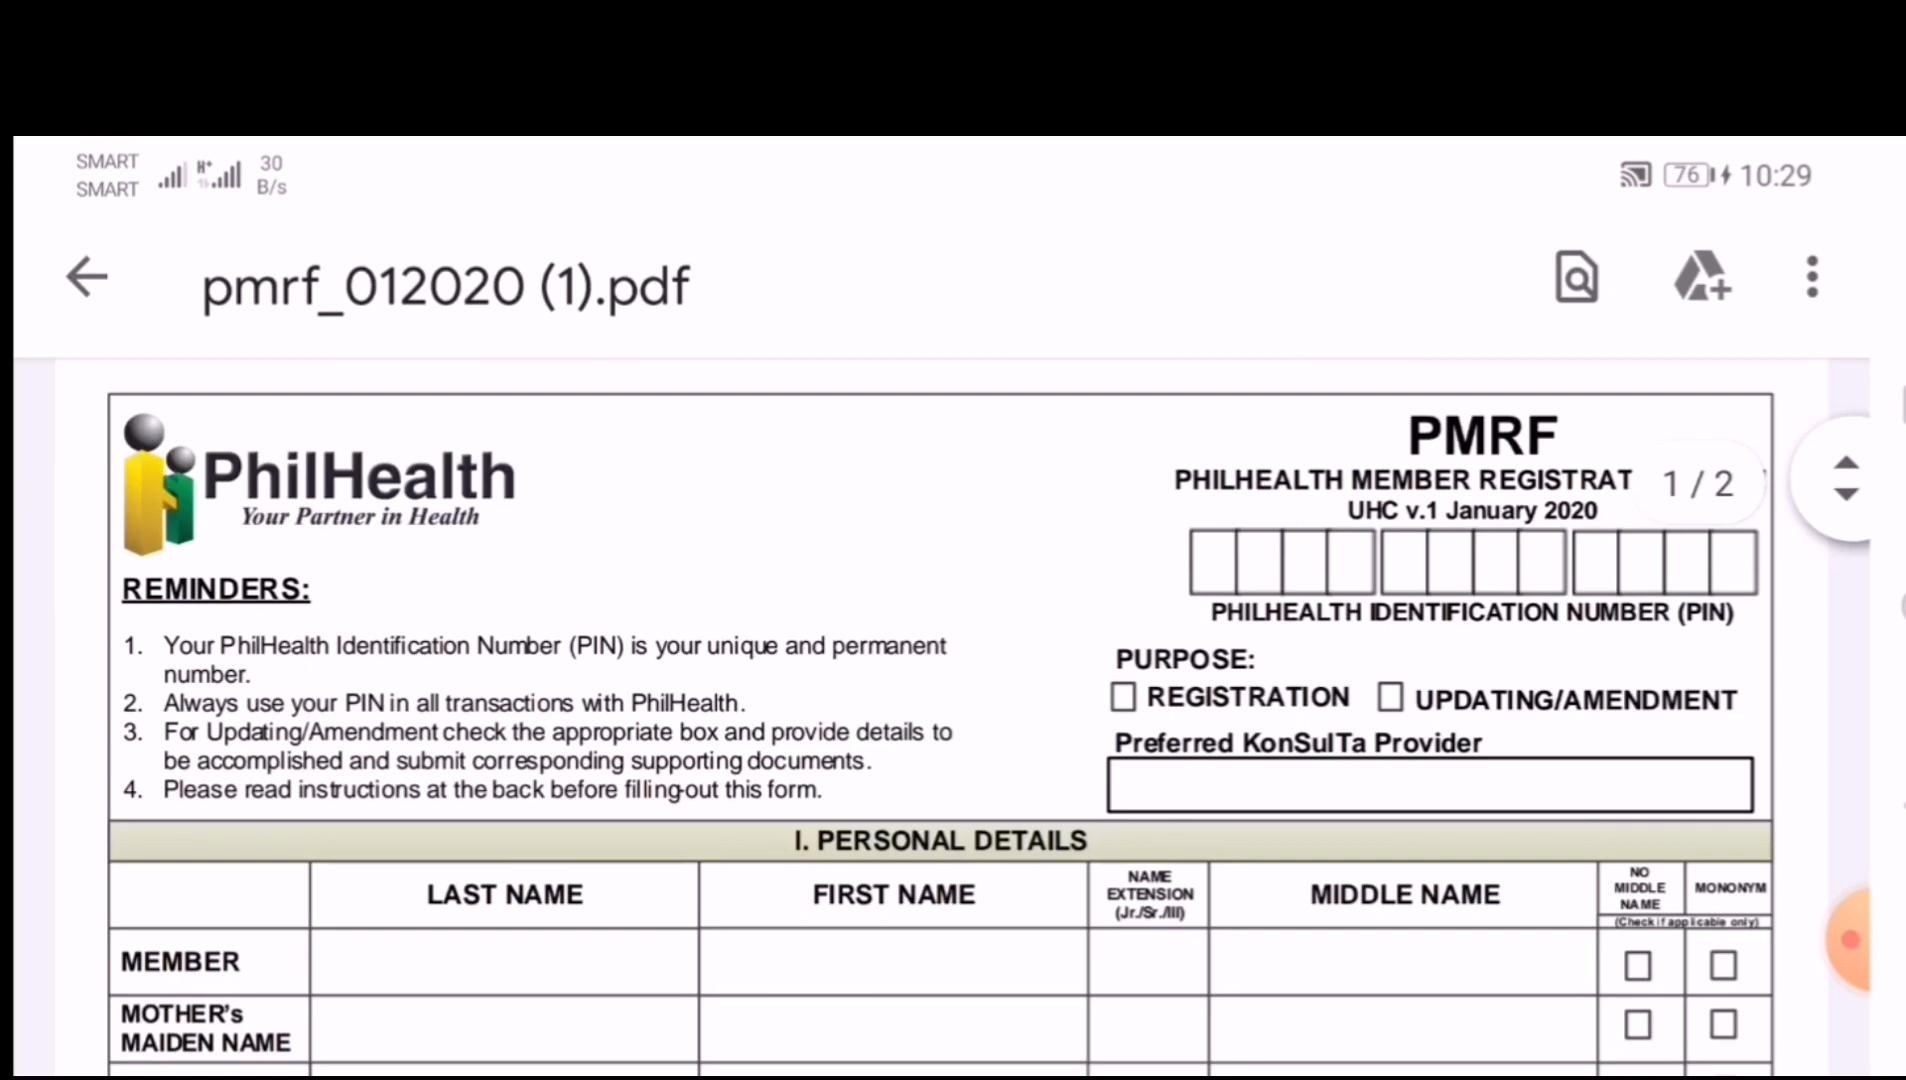 SMART
SMART
H+
30
B/s
76
10:29
pmrf_012020 (1).pdf
PhilHealth
Your Partner in Health
PMRF
PHILHEALTH MEMBER REGISTRAT
1 / 2
UHC v.1 January 2020
PHILHEALTH IDENTIFICATION NUMBER (PIN)
REMINDERS:
1. Your PhilHealth Identification Number (PIN) is your unique and permanent
number.
2. Always use your PIN in all transactions with PhilHealth.
3. For Updating/Amendment check the appropriate box and provide details to
be accomplished and submit corresponding supporting documents.
4. Please read instructions at the back before filling-out this form.
PURPOSE:
REGISTRATION UPDATING/AMENDMENT
Preferred KonSulTa Provider
I. PERSONAL DETAILS
LAST NAME
FIRST NAME
NAME
EXTENSION
(Jr./Sr./III)
MIDDLE NAME
NO
MIDDLE
NAME
MONONYM
(Check if applicable only)
MEMBER
MOTHER's
MAIDEN NAME